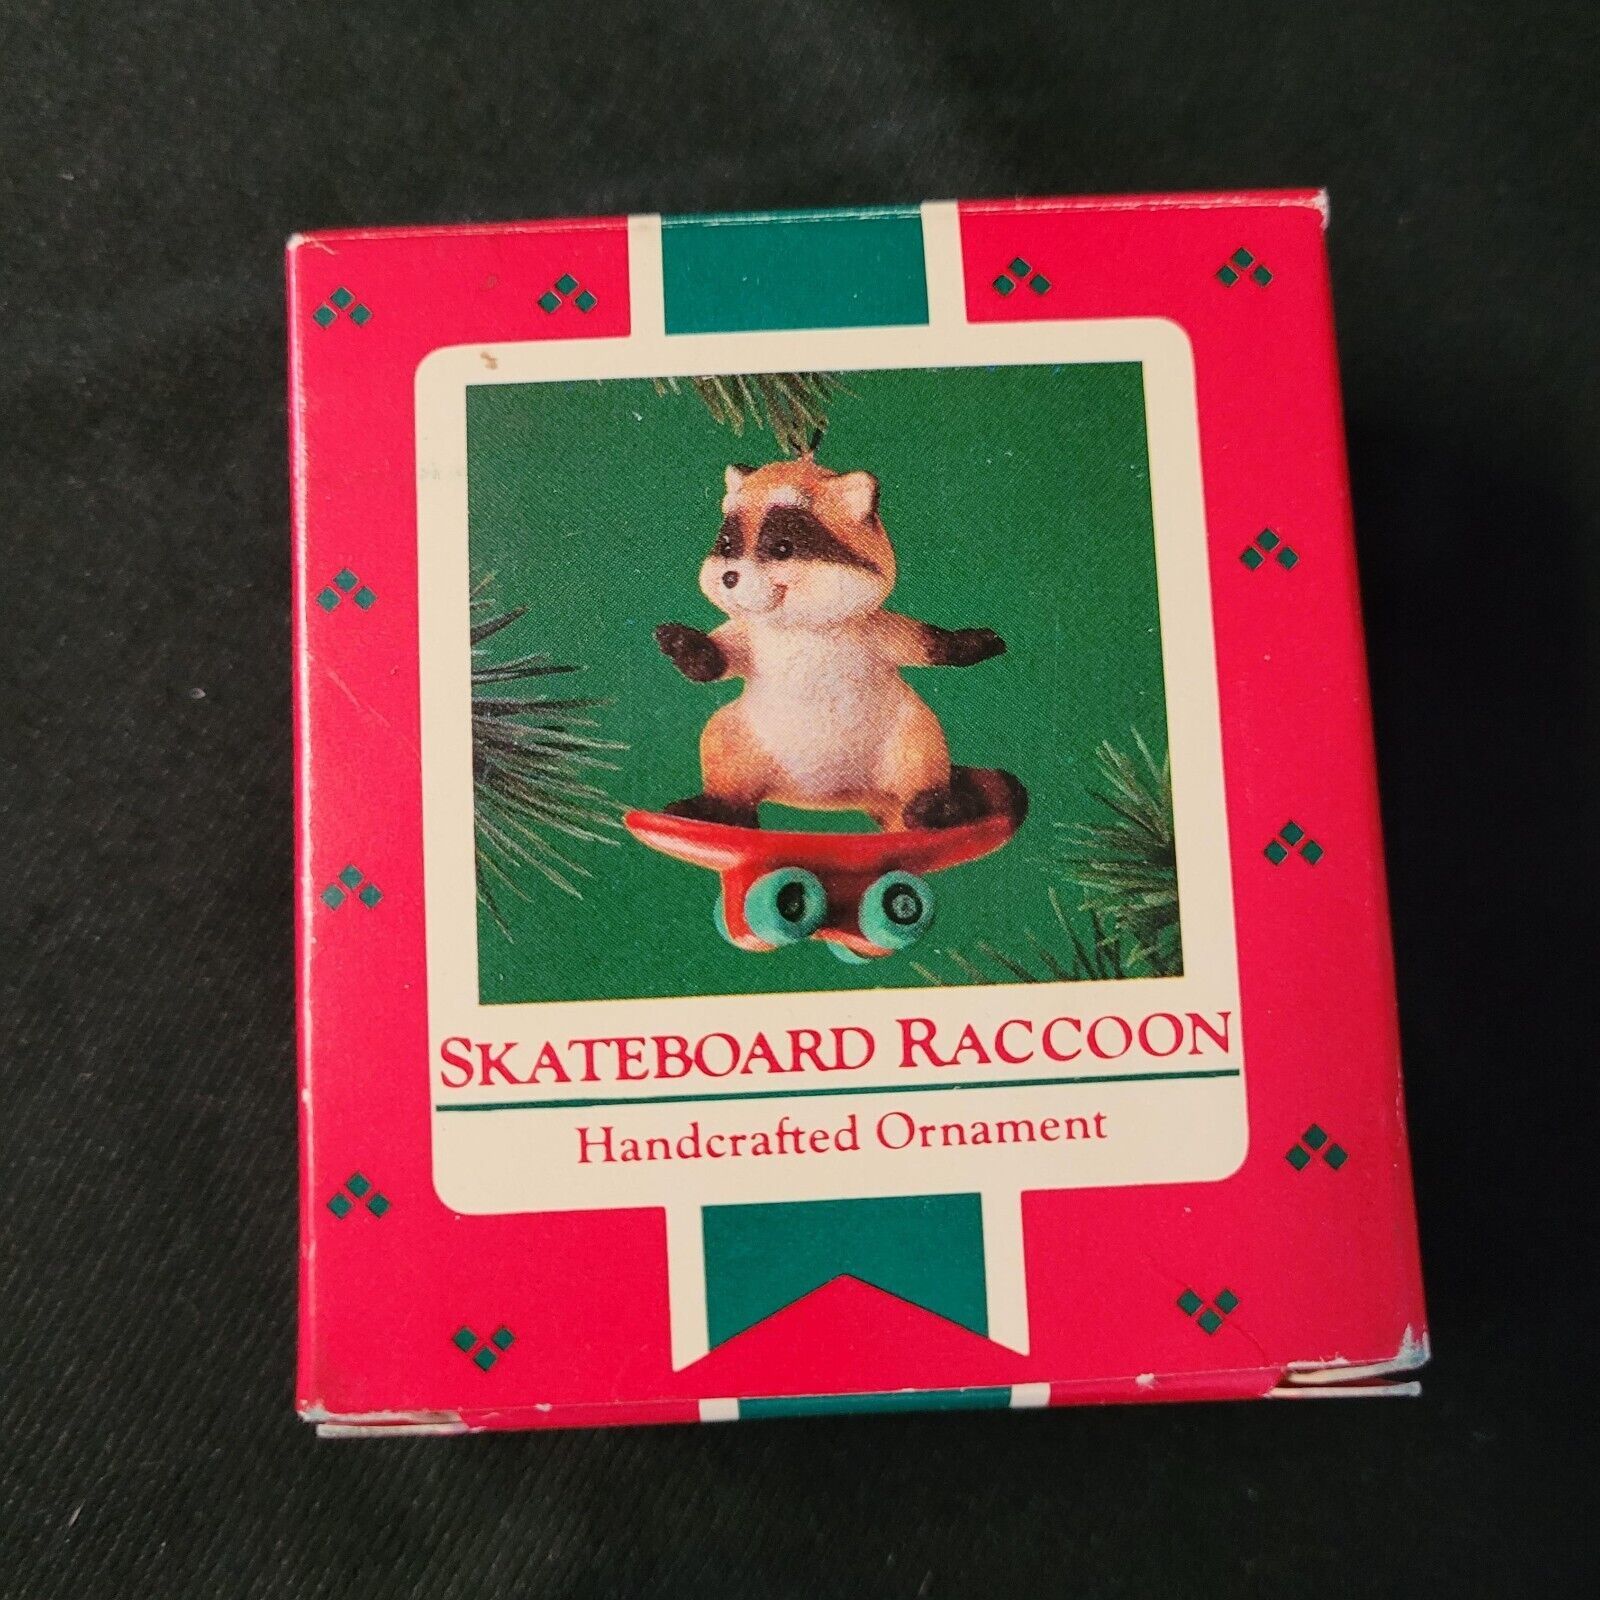 SKATEBOARD RACCOON
Handcrafted Ornament